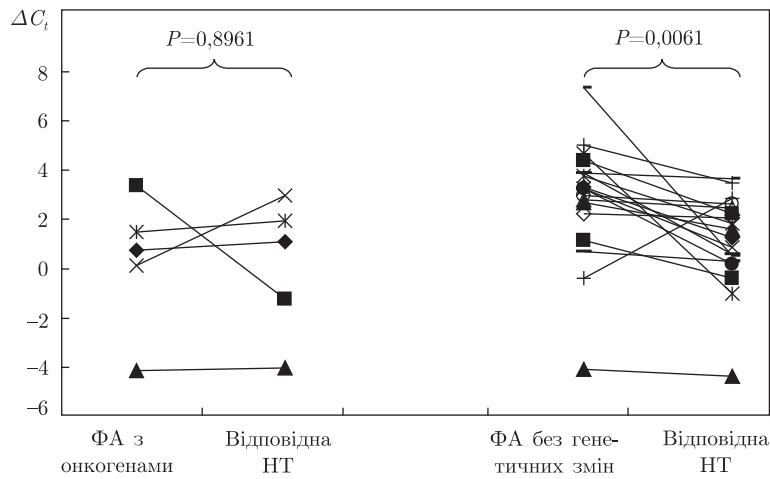 ΔCt
P=0,8961
P=0,0061
8
6
4
2
0
−2
−4
−6
ФА з
онкогенами
Відповідна
НТ
ФА без гене-
тичних змін
Відповідна
НТ